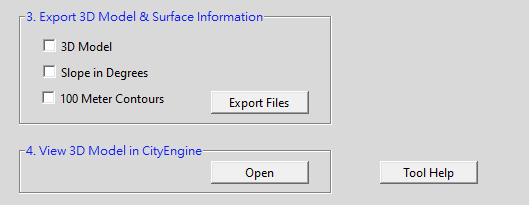 3. Export 3D Model & Surface Information
3D Model
Slope in Degrees
100 Meter Contours
Export Files
4. View 3D Model in CityEngine
Open
Tool Help